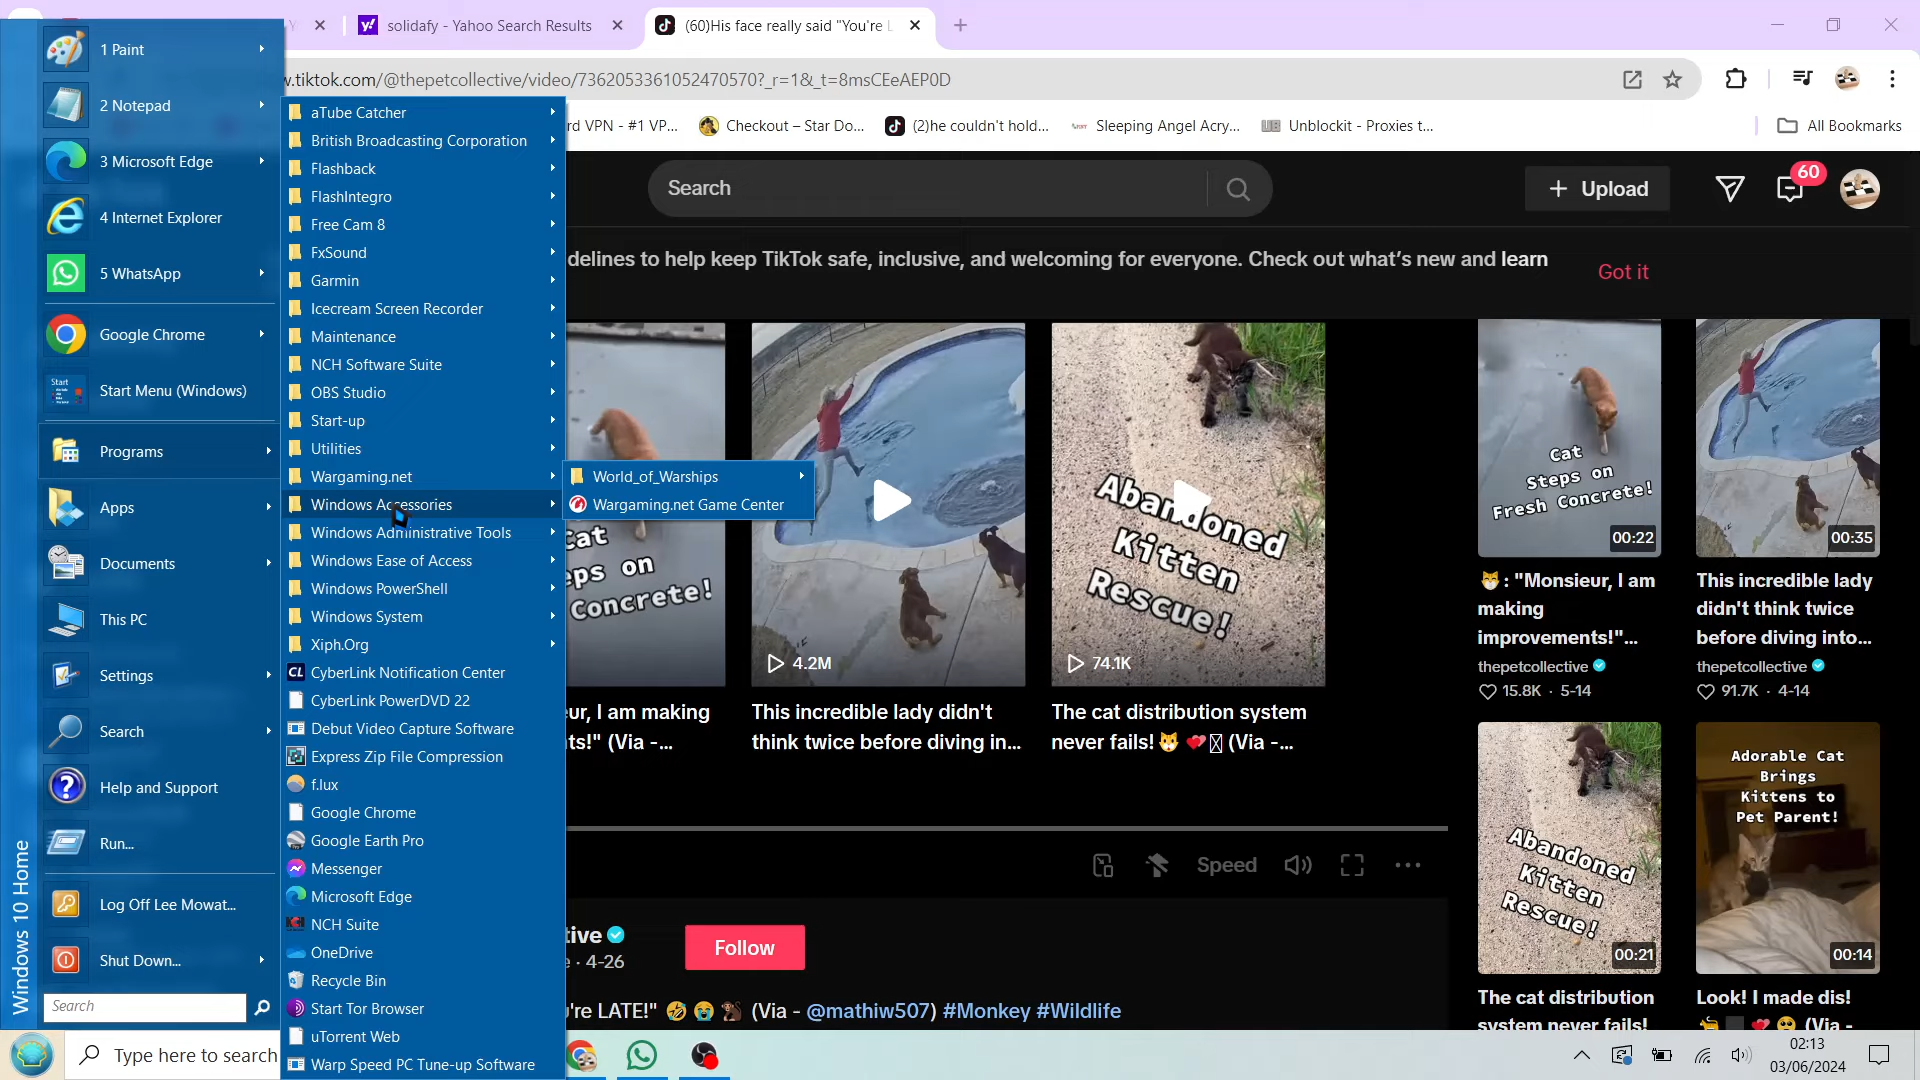 solidafy - Yahoo Search Results
(60)His face really said "You're L
w.tiktok.com/@thepetcollective/video/7362053361052470570?_r=1&_t=8msCEeAEP0D
rd VPN - #1 VP...
Checkout – Star Do...
(2)he couldn't hold...
Sleeping Angel Acry...
Unblockit - Proxies t...
All Bookmarks
1 Paint
2 Notepad
3 Microsoft Edge
4 Internet Explorer
5 WhatsApp
Google Chrome
Start Menu (Windows)
Programs
Apps
Documents
This PC
Settings
Search
Help and Support
Run...
Log Off Lee Mowat...
Shut Down...
Search
Windows 10 Home
aTube Catcher
British Broadcasting Corporation
Flashback
FlashIntegro
Free Cam 8
FxSound
Garmin
Icecream Screen Recorder
Maintenance
NCH Software Suite
OBS Studio
Start-up
Utilities
Wargaming.net
Windows Accessories
Windows Administrative Tools
Windows Ease of Access
Windows PowerShell
Windows System
Xiph.Org
CyberLink Notification Center
CyberLink PowerDVD 22
Debut Video Capture Software
Express Zip File Compression
f.lux
Google Chrome
Google Earth Pro
Messenger
Microsoft Edge
NCH Suite
OneDrive
Recycle Bin
Start Tor Browser
uTorrent Web
Warp Speed PC Tune-up Software
World_of_Warships
Wargaming.net Game Center
Search
Upload
60
delines to help keep TikTok safe, inclusive, and welcoming for everyone. Check out what's new and learn
Got it
Cat
eps on
Concrete!
ur, I am making
ts!" (Via -...
4.2M
This incredible lady didn't
think twice before diving in...
Abandoned
Kitten
Rescue!
74.1K
The cat distribution system
never fails! 🐱 💕 (Via -...
Speed
tive
e · 4-26
Follow
're LATE!" 🤣 😭 🐒 (Via - @mathiw507) #Monkey #Wildlife
Cat
Steps on
Fresh Concrete!
00:22
🐱: "Monsieur, I am
making
improvements!"...
thepetcollective
15.8K · 5-14
00:35
This incredible lady
didn't think twice
before diving into...
thepetcollective
91.7K · 4-14
Abandoned
Kitten
Rescue!
00:21
The cat distribution
system never fails!
Adorable Cat
Brings
Kittens to
Pet Parent!
00:14
Look! I made dis!
(Via -
Type here to search
02:13
03/06/2024